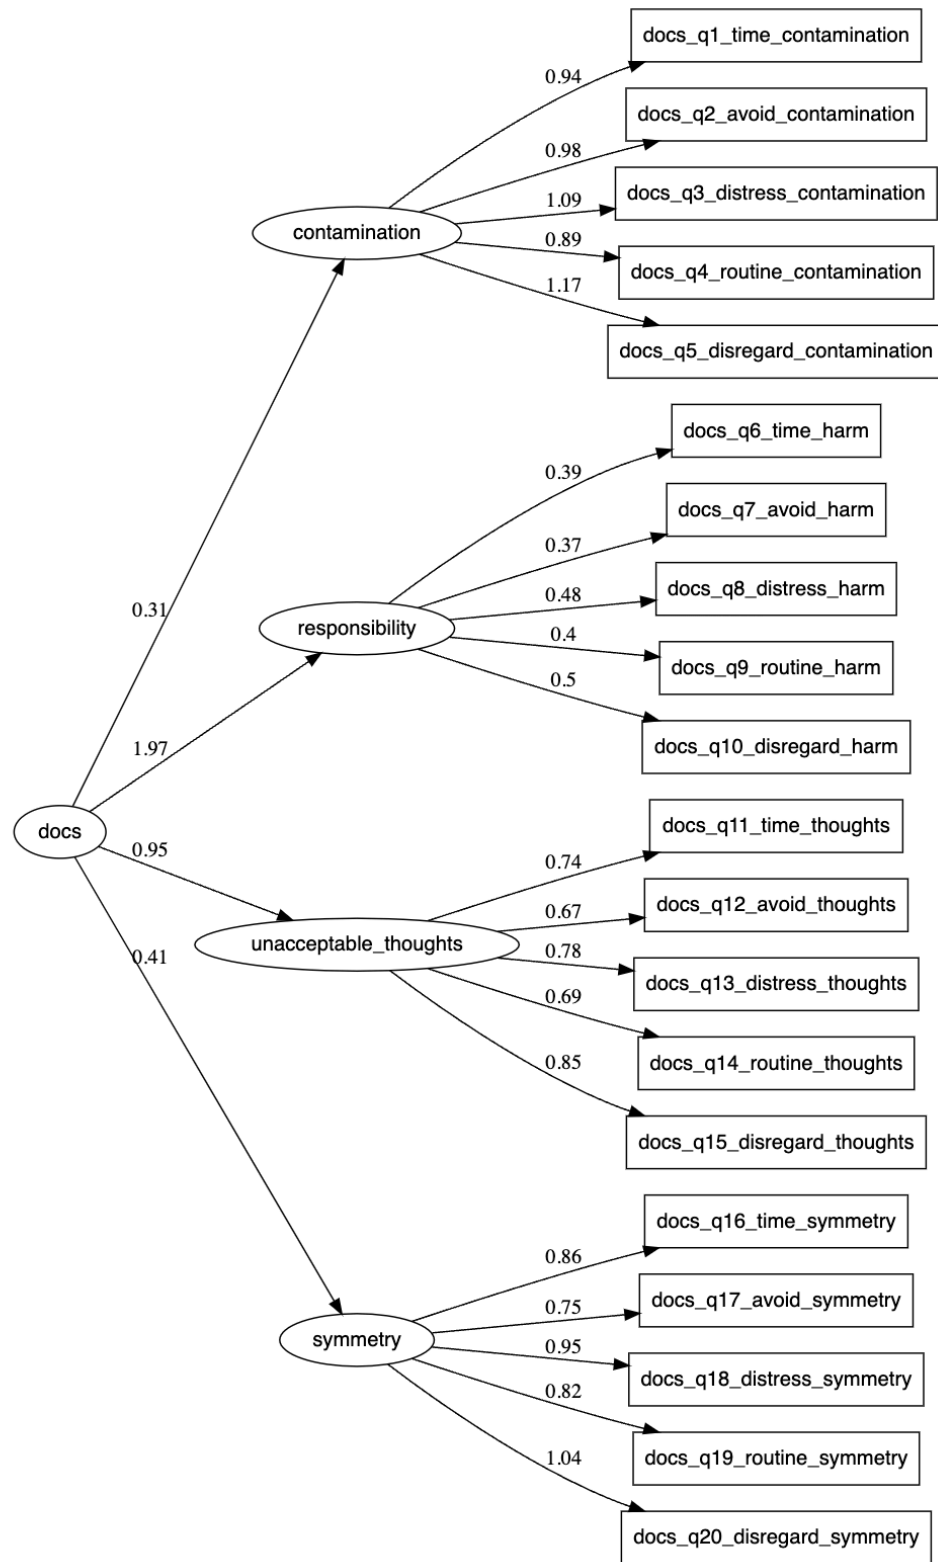 docs_q1_time_contamination
0.94
docs_q2_avoid_contamination
0.98
docs_q3_distress_contamination
1.09
contamination
0.89
docs_q4_routine_contamination
1.17
docs_q5_disregard_contamination
docs_q6_time_harm
0.39
docs_q7_avoid_harm
0.37
docs_q8_distress_harm
0.48
0.31
responsibility
0.4
docs_q9_routine_harm
0.5
1.97
docs_q10_disregard_harm
docs
docs_q11_time_thoughts
0.95
0.74
docs_q12_avoid_thoughts
0.67
unacceptable_thoughts
0.41
0.78
docs_q13_distress_thoughts
0.69
docs_q14_routine_thoughts
0.85
docs_q15_disregard_thoughts
docs_q16_time_symmetry
0.86
docs_q17_avoid_symmetry
0.75
symmetry
0.95
docs_q18_distress_symmetry
0.82
docs_q19_routine_symmetry
1.04
docs_q20_disregard_symmetry